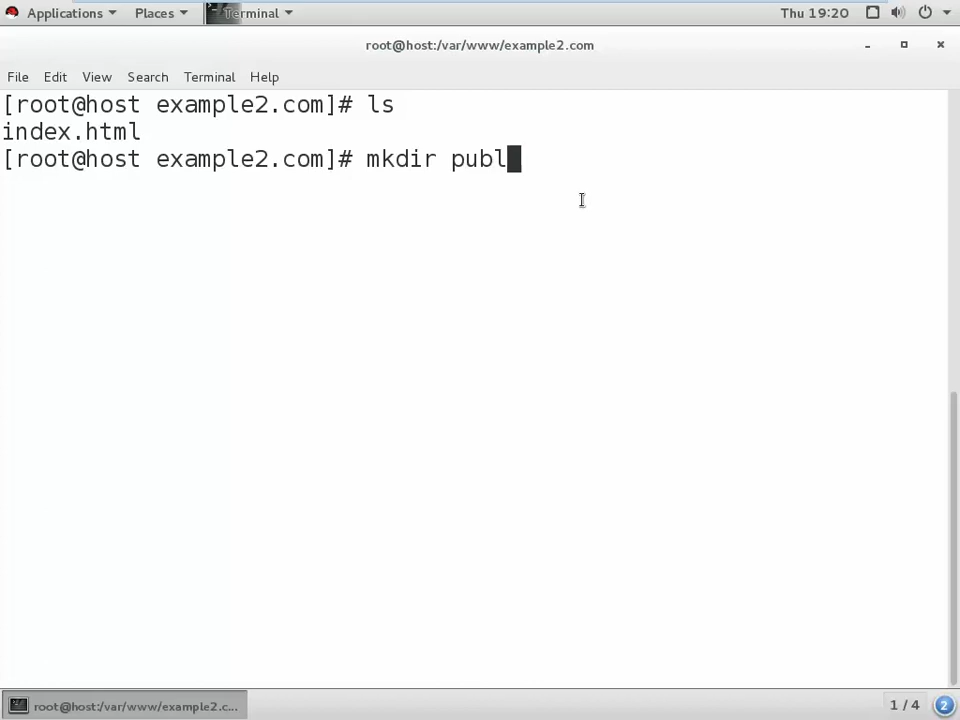 Applications Places Terminal Thu 19:20
root@host:/var/www/example2.com
File Edit View Search Terminal Help
[root@host example2.com]# ls
index.html
[root@host example2.com]# mkdir publ
root@host:/var/www/example2.c... 1 / 4 2